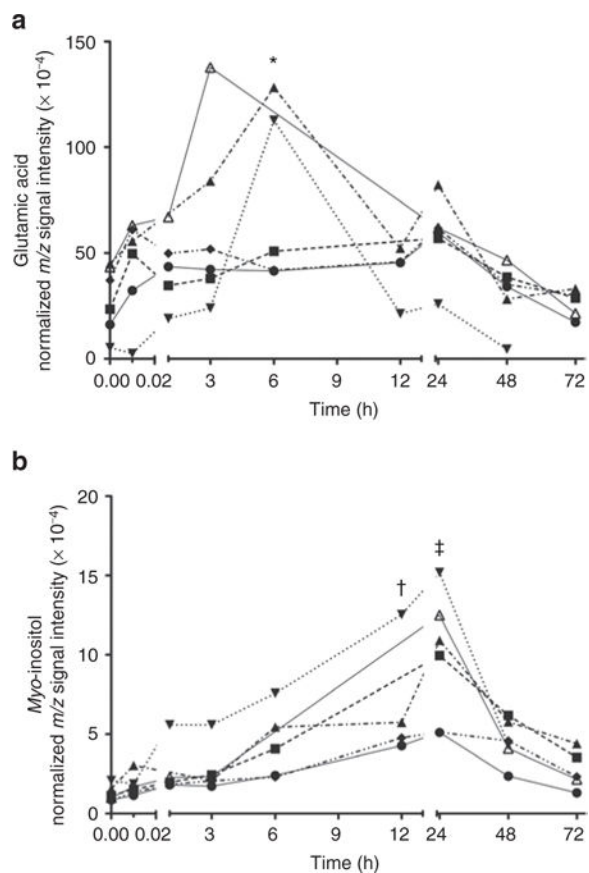 a
150
*
100
50
0
Glutamic acid
normalized m/z signal intensity (× 10⁻⁴)
0.00 0.02 2 3 6 9 12 24 48 72
Time (h)
b
20
‡
15
†
10
5
0
Myo-inositol
normalized m/z signal intensity (× 10⁻⁴)
0.00 0.02 2 3 6 9 12 24 48 72
Time (h)